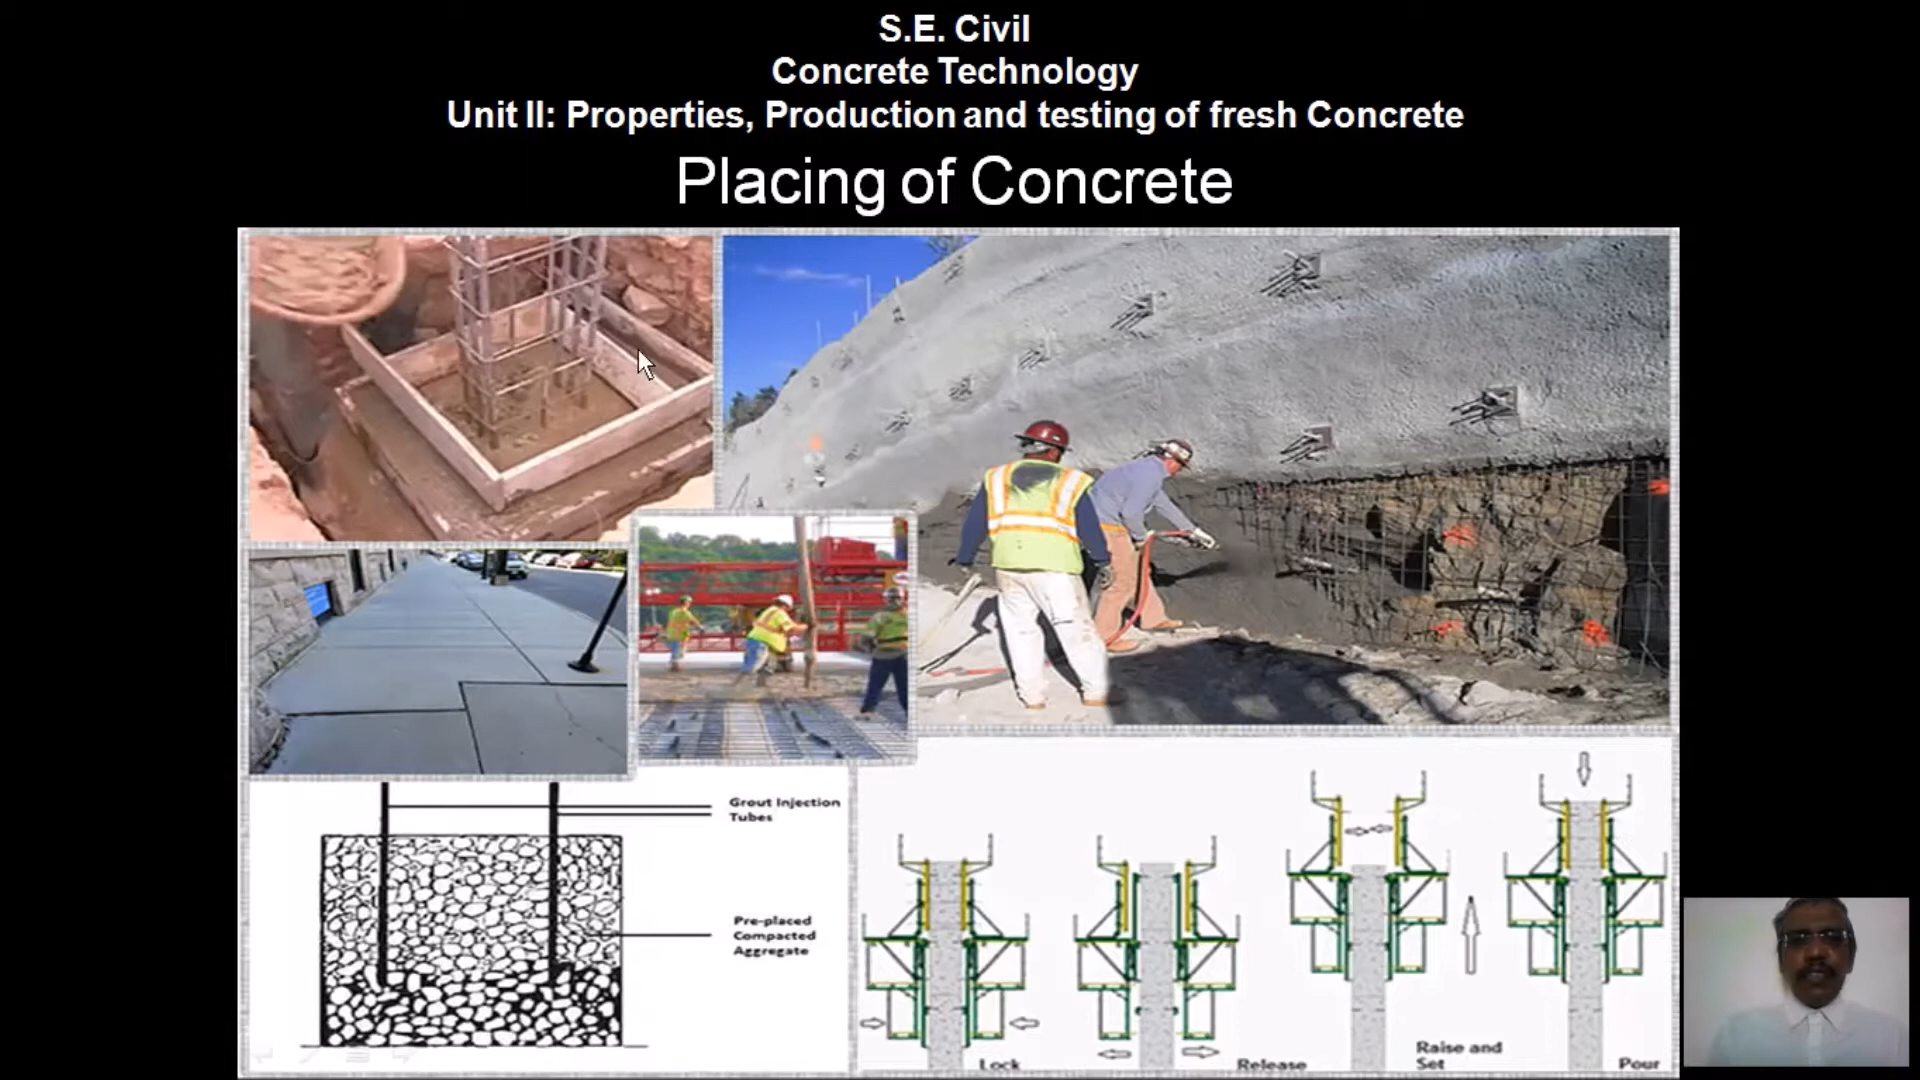 S.E. Civil
Concrete Technology
Unit II: Properties, Production and testing of fresh Concrete
Placing of Concrete
Grout Injection
Tubes
Pre-placed
Compacted
Aggregate
Lock
Release
Raise and
Set
Pour